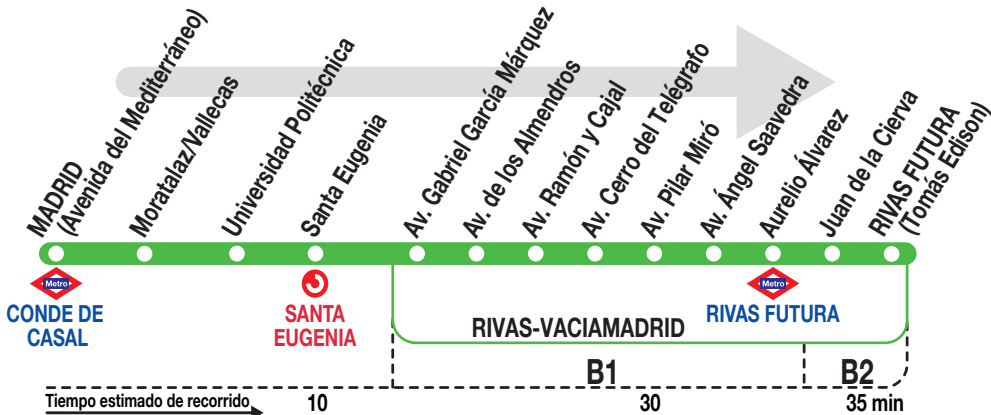 MADRID
(Avenida del Mediterráneo)
Moratalaz/Vallecas
Universidad Politécnica
Santa Eugenia
Av. Gabriel García Márquez
Av. de los Almendros
Av. Ramón y Cajal
Av. Cerro del Telégrafo
Av. Pilar Miró
Av. Ángel Saavedra
Aurelio Álvarez
Juan de la Cierva
RIVAS FUTURA
(Tomás Edison)
Metro
CONDE DE
CASAL
SANTA
EUGENIA
Metro
RIVAS FUTURA
RIVAS-VACIAMADRID
B1
B2
Tiempo estimado de recorrido
10
30
35 min